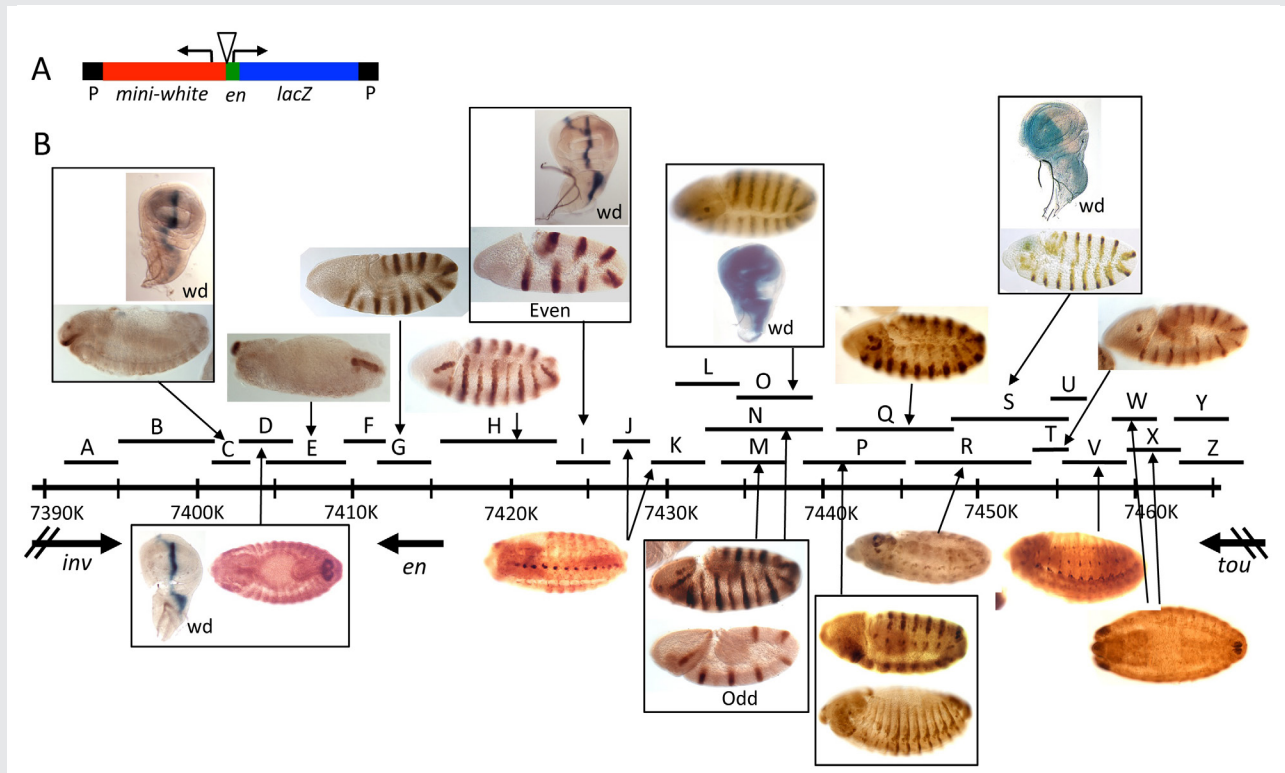 A
P mini-white en lacZ P
B
wd
wd
Even
wd
wd
L
O
U
N
Q
S
W
Y
B
D
F
H
J
T
X
A
C
E
G
I
K
M
P
R
V
Z
7390K 7400K 7410K 7420K 7430K 7440K 7450K 7460K
inv
en
tou
wd
Odd